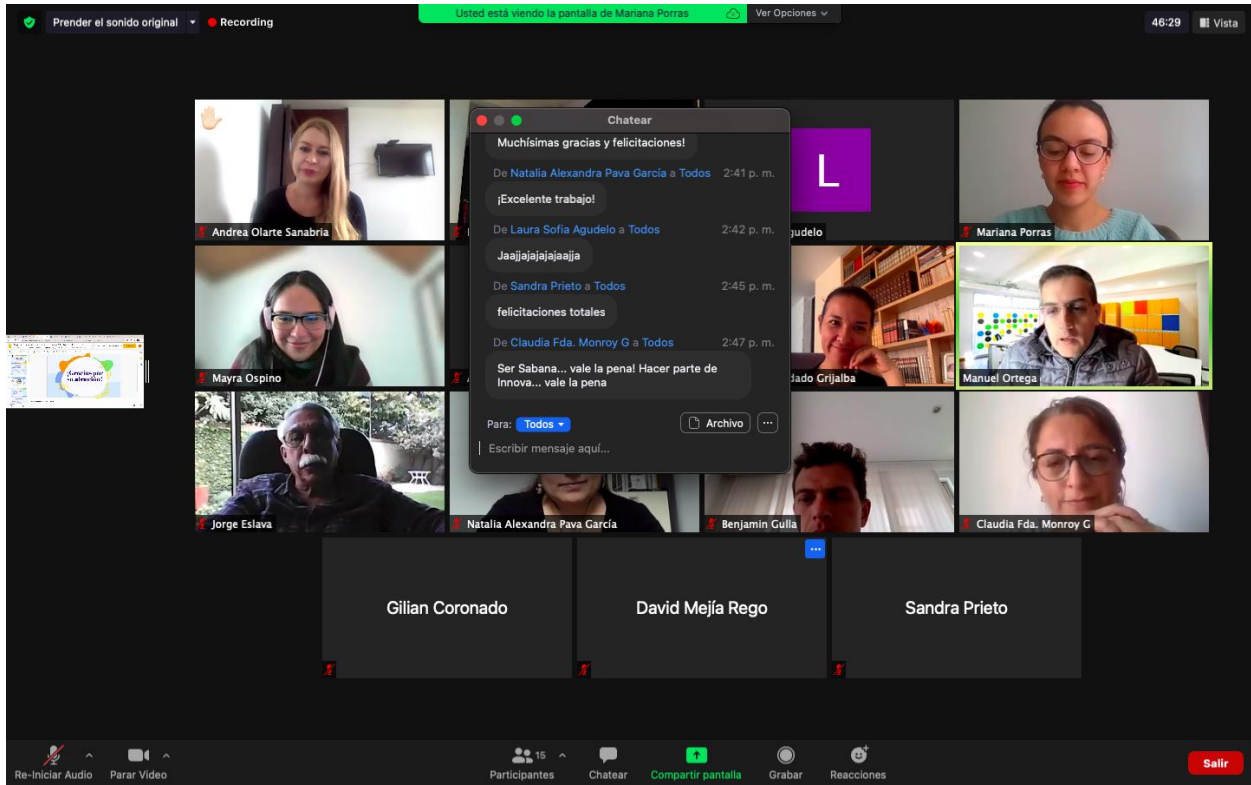 Prender el sonido original
Recording
Usted está viendo la pantalla de Mariana Porras
Ver Opciones
46:29
Vista
Chatear
Muchísimas gracias y felicitaciones!
De Natalia Alexandra Pava García a Todos 2:41 p. m.
¡Excelente trabajo!
De Laura Sofia Agudelo a Todos 2:42 p. m.
Jaajjajajajajaajja
De Sandra Prieto a Todos 2:45 p. m.
felicitaciones totales
De Claudia Fda. Monroy G a Todos 2:47 p. m.
Ser Sabana... vale la pena! Hacer parte de
Innova... vale la pena
Para: Todos
Archivo
Escribir mensaje aquí...
L
Andrea Olarte Sanabria
gudelo
Mariana Porras
Mayra Ospino
dado Grijalba
Manuel Ortega
¡Gracias por
su atención!
Jorge Eslava
Natalia Alexandra Pava García
Benjamin Gulla
Claudia Fda. Monroy G
Gilian Coronado
David Mejía Rego
Sandra Prieto
Re-Iniciar Audio
Parar Video
15
Participantes
Chatear
Compartir pantalla
Grabar
Reacciones
Salir